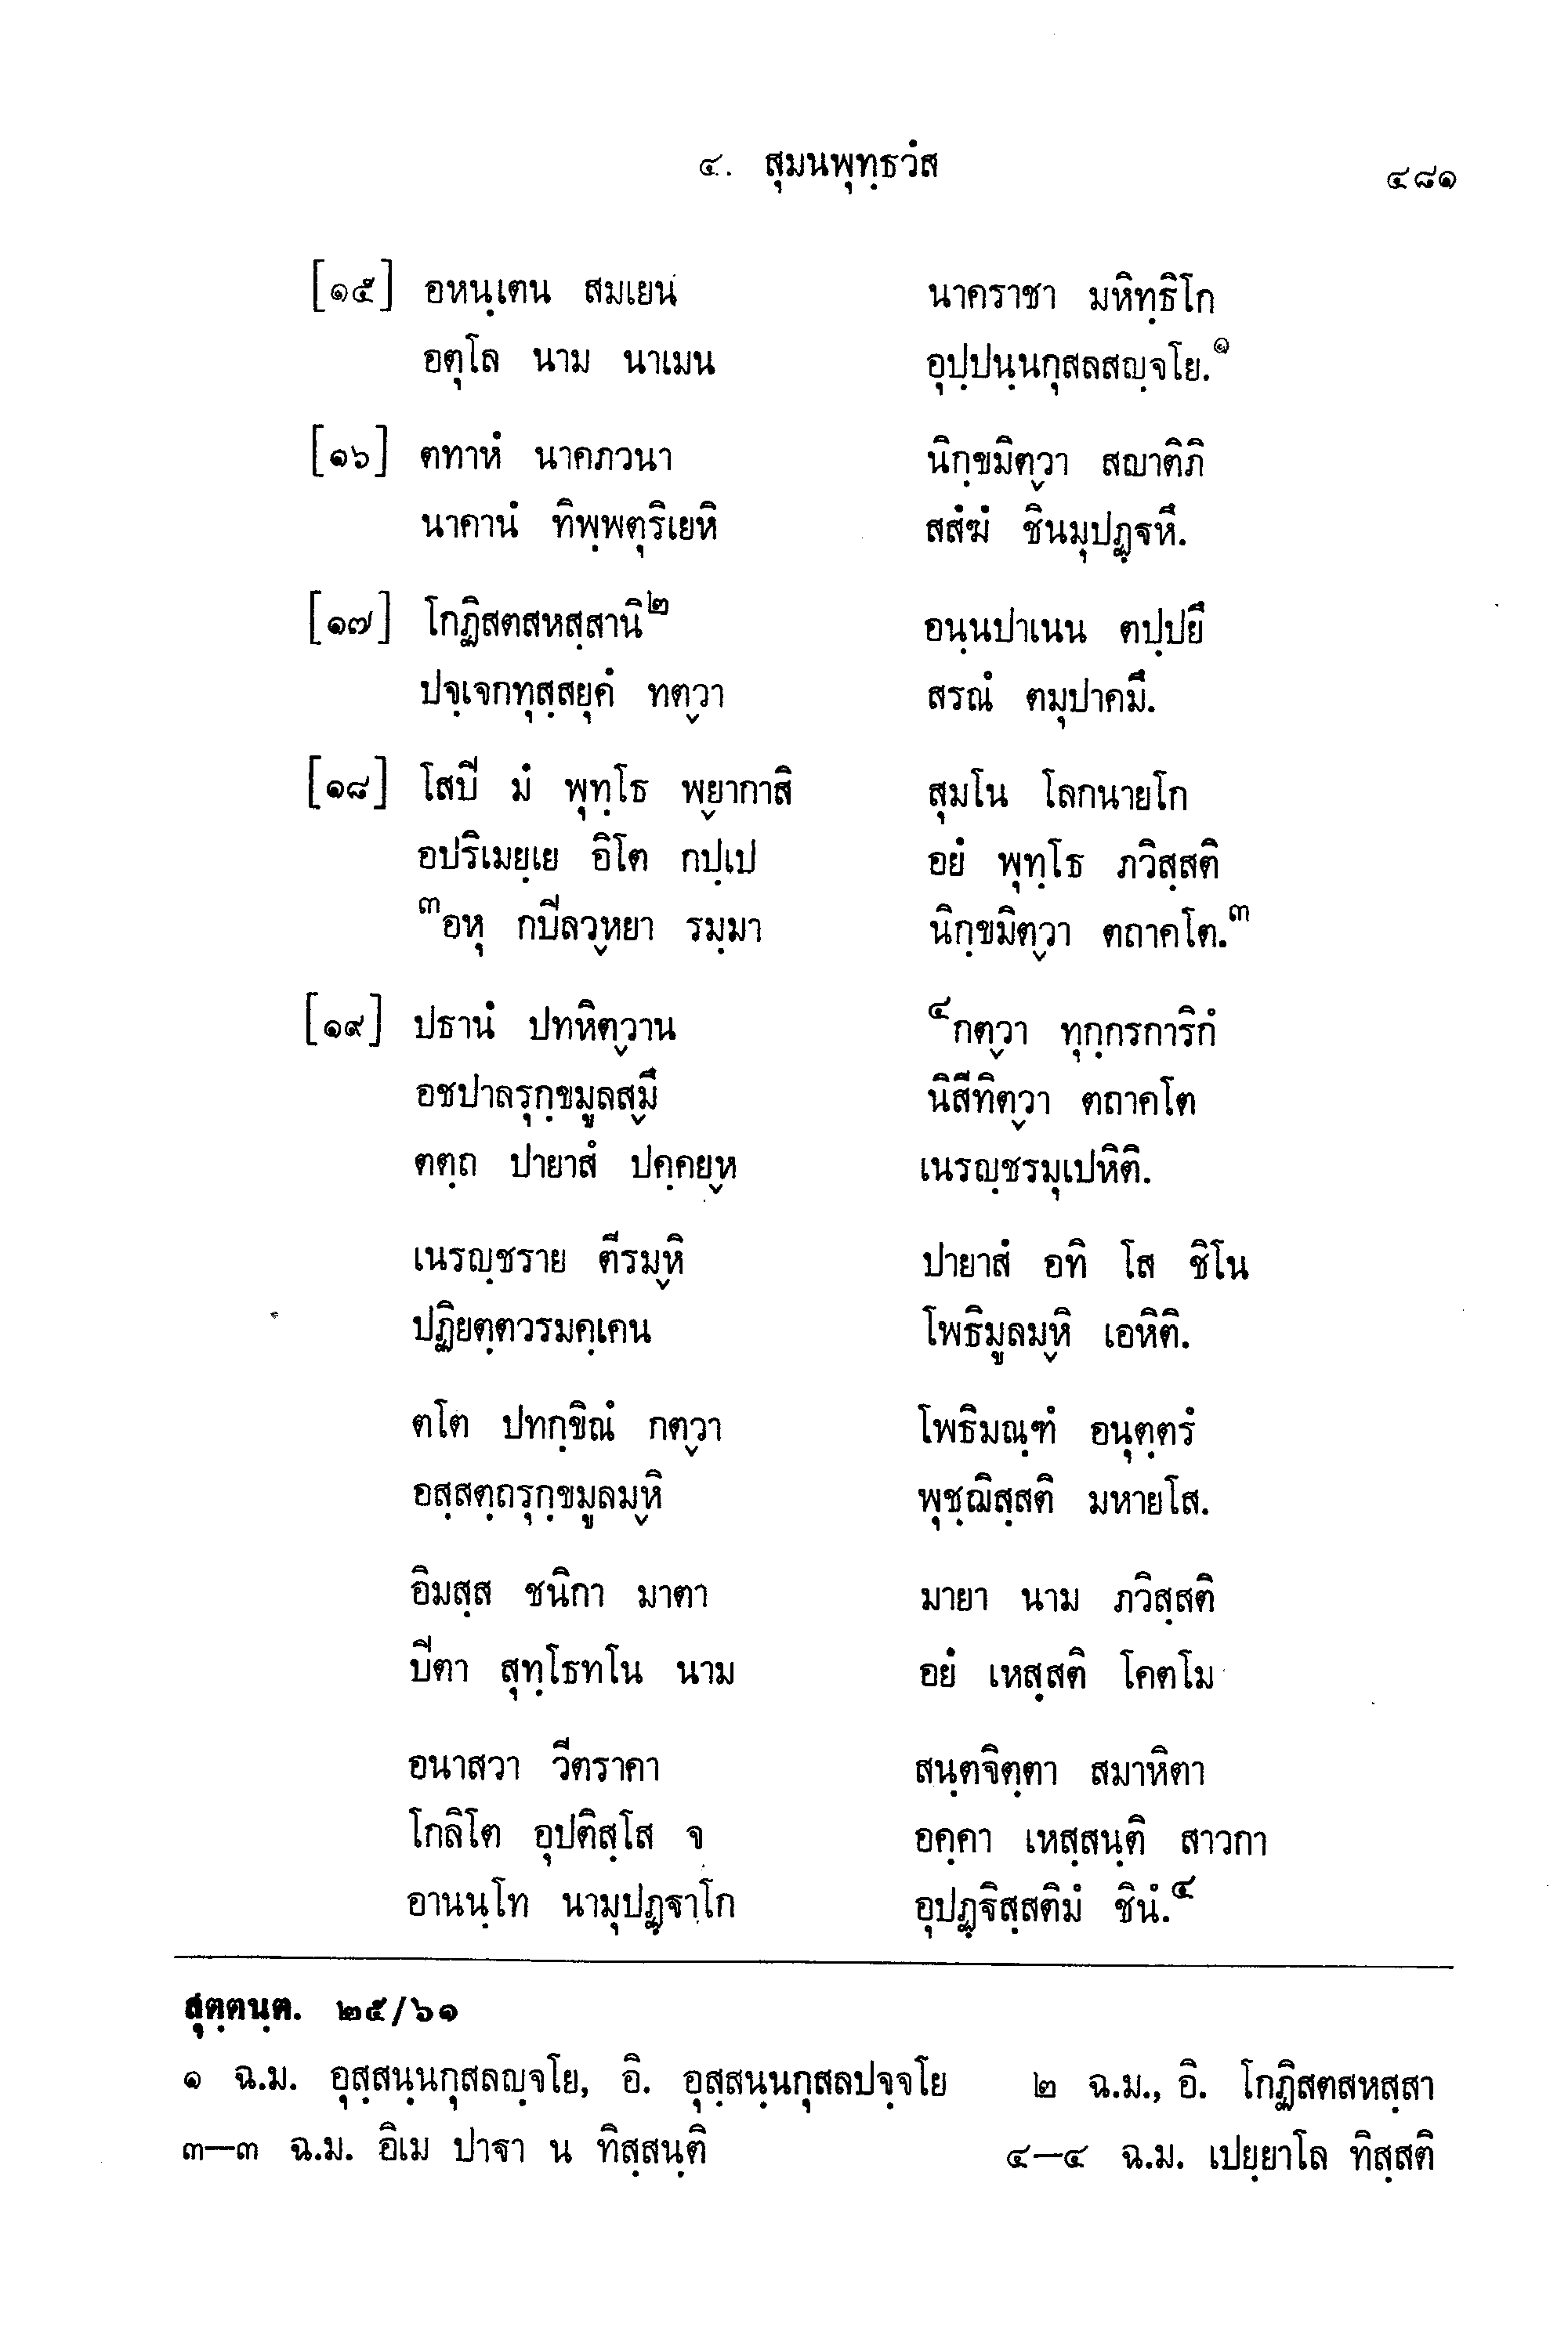 ๔. สุมนพุทฺธวํส ๔๘๑
[๑๕] อหนฺเตน สมเยน นาคราชา มหิทฺธิโก
อตุโล นาม นาเมน อุปฺปนฺนกุสลสญฺจโย.๑
[๑๖] ตทาหํ นาคภวนา นิกฺขมิตฺวา สญาติภิ
นาคานํ ทิพฺพตุริเยหิ สสํฆํ ชินมุปฏฺฐหึ.
[๑๗] โกฏิสตสหสฺสานิ๒ อนฺนปาเนน ตปฺปยึ
ปจฺเจกทุสฺสยุคํ ทตฺวา สรณํ ตมุปาคมึ.
[๑๘] โสปิ มํ พุทฺโธ พฺยากาสิ สุมโน โลกนายโก
อปริเมยฺเย อิโต กปฺเป อยํ พุทฺโธ ภวิสฺสติ
๓อหุ กปิลวฺหยา รมฺมา นิกฺขมิตฺวา ตถาคโต.๓
[๑๙] ปธานํ ปทหิตฺวาน ๔กตฺวา ทุกฺกรการิกํ
อชปาลรุกฺขมูลสฺมึ นิสีทิตฺวา ตถาคโต
ตตฺถ ปายาสํ ปคฺคยฺห เนรญฺชรมุเปหิติ.
เนรญฺชราย ตีรมฺหิ ปายาสํ อทิ โส ชิโน
ปฏิยตฺตวรมคฺเคน โพธิมูลมฺหิ เอหิติ.
ตโต ปทกฺขิณํ กตฺวา โพธิมณฺฑํ อนุตฺตรํ
อสฺสตฺถรุกฺขมูลมฺหิ พุชฺฌิสฺสติ มหายโส.
อิมสฺส ชนิกา มาตา มายา นาม ภวิสฺสติ
ปิตา สุทฺโธทโน นาม อยํ เหสฺสติ โคตโม
อนาสวา วีตราคา สนฺตจิตฺตา สมาหิตา
โกลิโต อุปติสฺโส จ อคฺคา เหสฺสนฺติ สาวกา
อานนฺโท นามุปฏฺฐาโก อุปฏฺฐิสฺสติมํ ชินํ.๔
สุตฺตนฺต. ๒๕/๖๑
๑ ฉ.ม. อุสฺสนฺนกุสลญฺจโย, อิ. อุสฺสนฺนกุสลปจฺจโย ๒ ฉ.ม., อิ. โกฏิสตสหสฺสา
๓—๓ ฉ.ม. อิเม ปาฐา น ทิสฺสนฺติ ๔—๔ ฉ.ม. เปยฺยาโล ทิสฺสติ